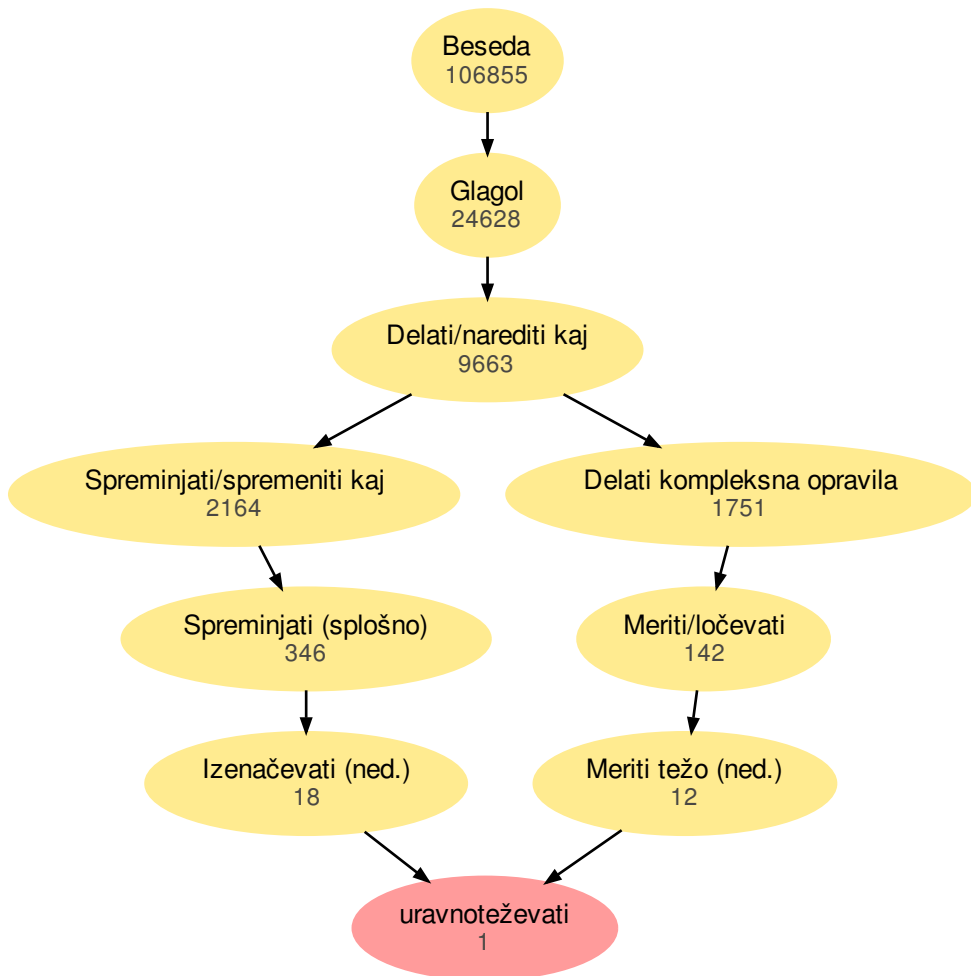 Beseda
106855
Glagol
24628
Delati/narediti kaj
9663
Spreminjati/spremeniti kaj
2164
Delati kompleksna opravila
1751
Spreminjati (splošno)
346
Meriti/ločevati
142
Izenačevati (ned.)
18
Meriti težo (ned.)
12
uravnoteževati
1